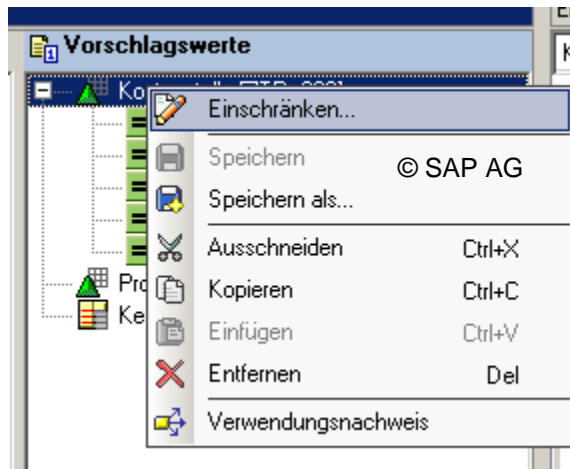 Vorschlagswerte
Einschränken...
Speichern
© SAP AG
Speichern als...
Ausschneiden Ctrl+X
Kopieren Ctrl+C
Einfügen Ctrl+V
Entfernen Del
Verwendungsnachweis